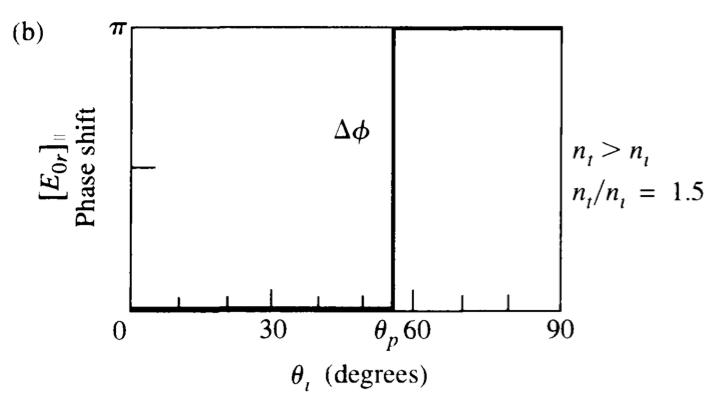 (b)
π
[E₀ᵣ]∥
Phase shift
Δϕ
nₜ > nᵢ
nₜ/nᵢ = 1.5
0 30 θₚ 60 90
θᵢ (degrees)